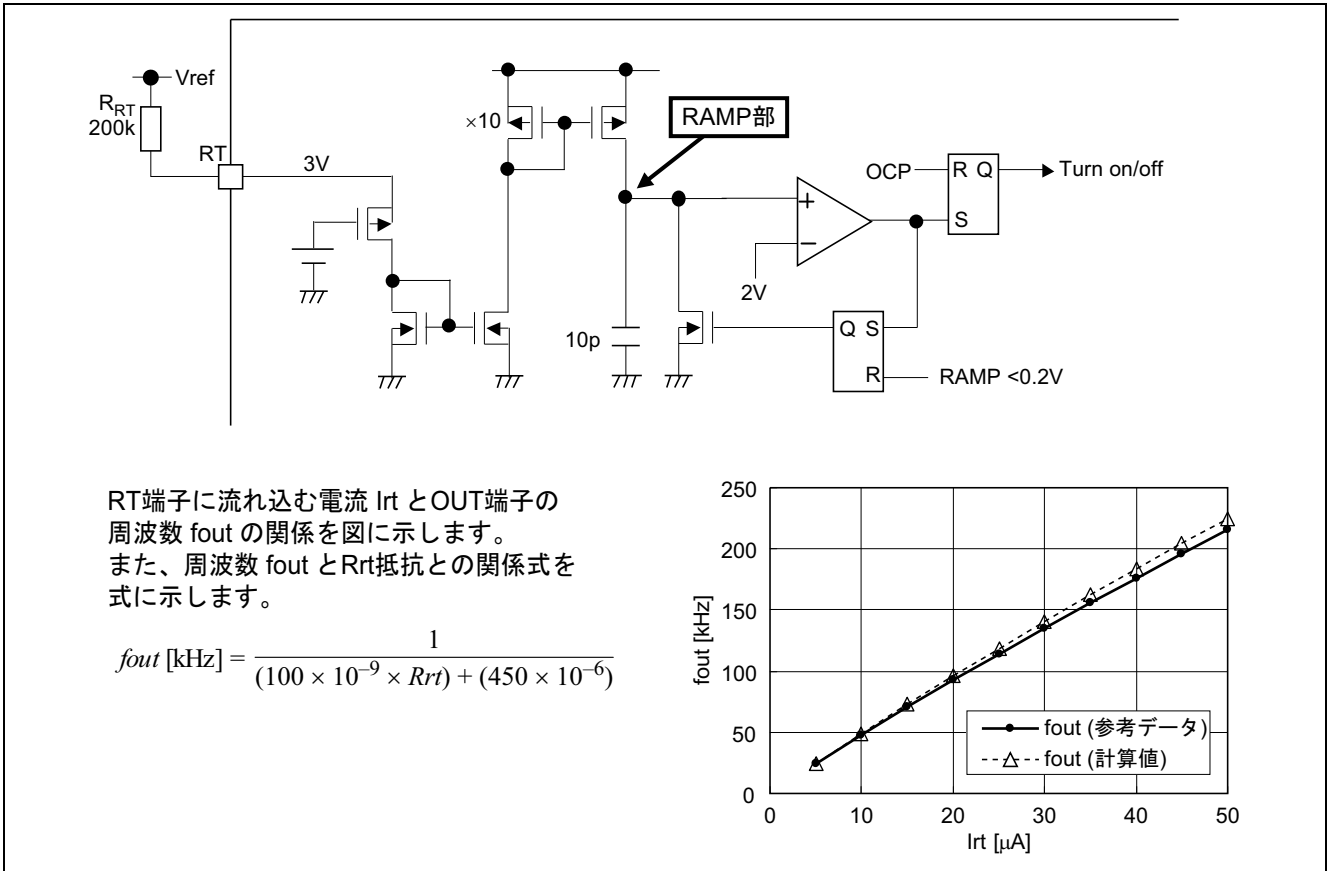 Vref
R_RT
200k
RT
3V
×10
RAMP部
OCP
R Q
Turn on/off
S
2V
10p
Q S
R
RAMP <0.2V
RT端子に流れ込む電流 Irt とOUT端子の
周波数 fout の関係を図に示します。
また、周波数 fout とRrt抵抗との関係式を
式に示します。
fout [kHz] = 1 / (100 × 10⁻⁹ × Rrt) + (450 × 10⁻⁶)
fout [kHz]
250
200
150
100
50
0
fout (参考データ)
fout (計算値)
0 10 20 30 40 50
Irt [μA]